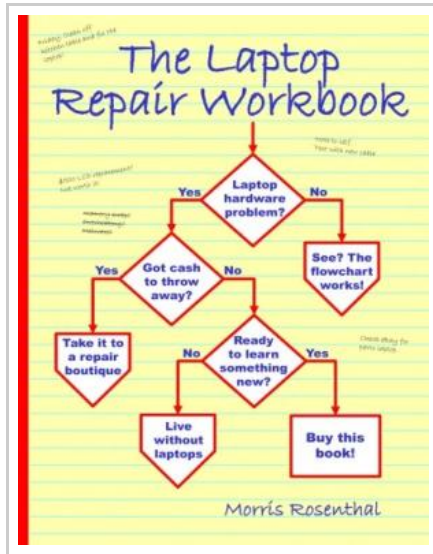 The Laptop
Repair Workbook
Laptop
hardware
problem?
Yes
No
See? The
flowchart
works!
Got cash
to throw
away?
Yes
No
Take it to
a repair
boutique
Ready
to learn
something
new?
No
Yes
Live
without
laptops
Buy this
book!
Morris Rosenthal